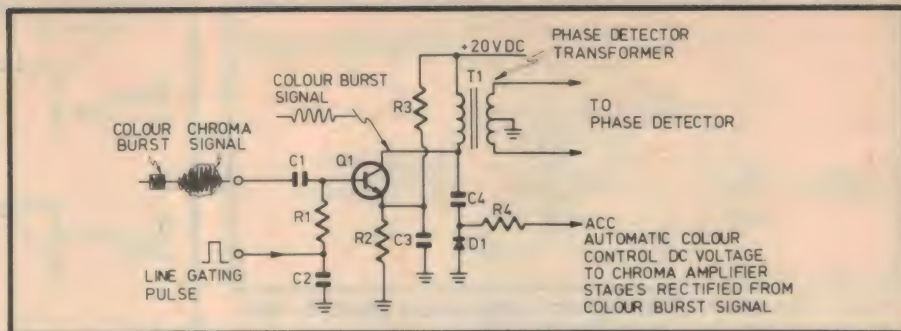 PHASE DETECTOR
TRANSFORMER
+20V DC
T1
COLOUR BURST
SIGNAL
R3
TO
PHASE DETECTOR
COLOUR CHROMA
BURST SIGNAL
C1
Q1
C4
R4
ACC
R1
R2
C3
D1
AUTOMATIC COLOUR
CONTROL DC VOLTAGE
TO CHROMA AMPLIFIER
STAGES RECTIFIED FROM
COLOUR BURST SIGNAL
LINE GATING
PULSE
C2